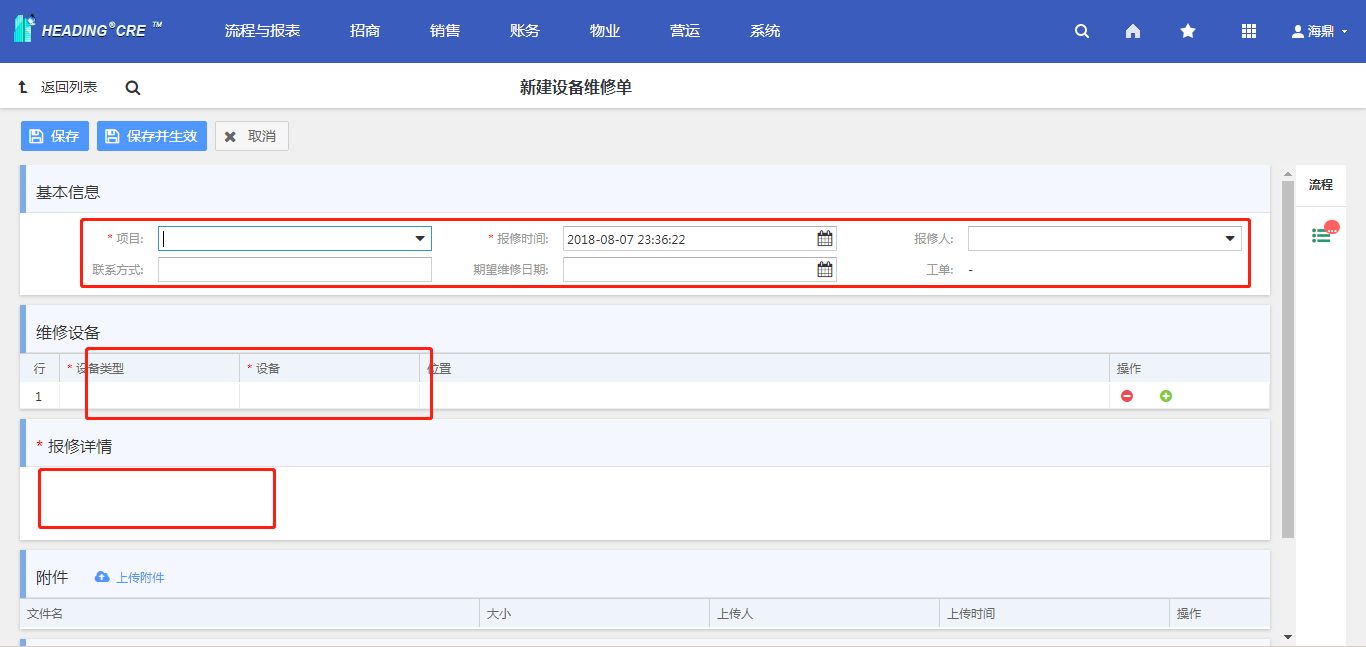 HEADING®CRE ™ 流程与报表 招商 销售 账务 物业 营运 系统 海鼎
返回列表 新建设备维修单
保存 保存并生效 取消
基本信息 流程
* 项目: * 报修时间: 2018-08-07 23:36:22 报修人:
联系方式: 期望维修日期: 工单: -
维修设备
行 * 设备类型 * 设备 位置 操作
1
* 报修详情
附件 上传附件
文件名 大小 上传人 上传时间 操作